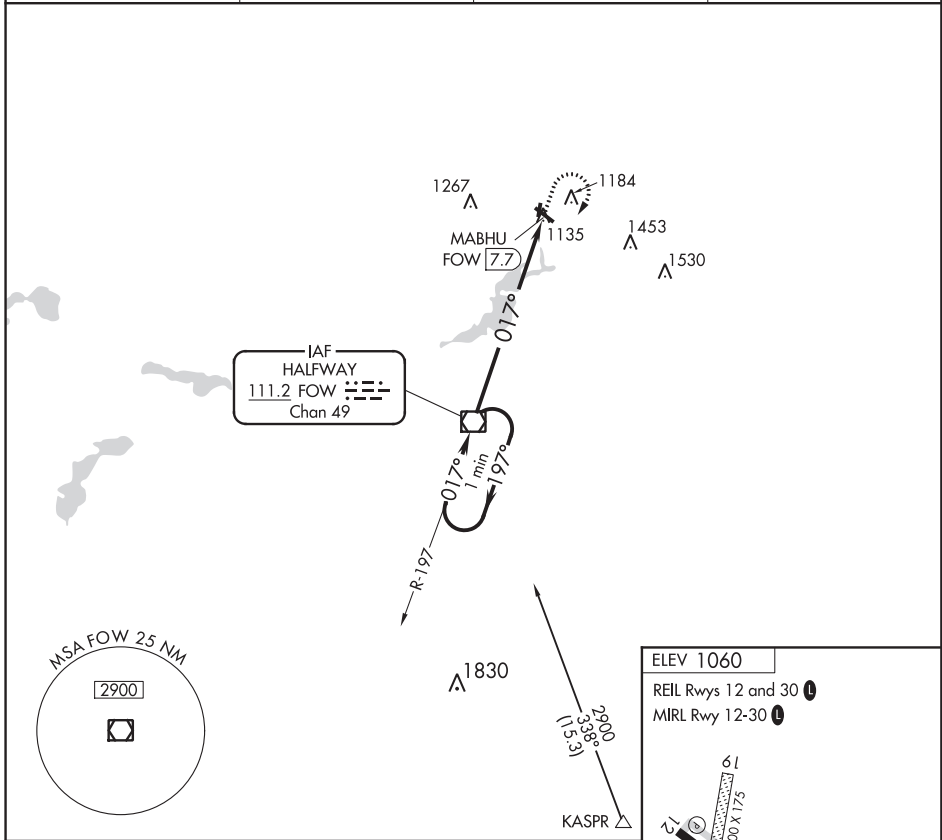 1267
1184
MABHU
FOW 7.7
1135
1453
1530
017°
IAF
HALFWAY
111.2 FOW
Chan 49
017°
1 min
197°
R-197
MSA FOW 25 NM
2900
1830
2900
338°
(15.3)
KASPR
ELEV 1060
REIL Rwys 12 and 30 L
MIRL Rwy 12-30 L
19
00 X 175
12
P